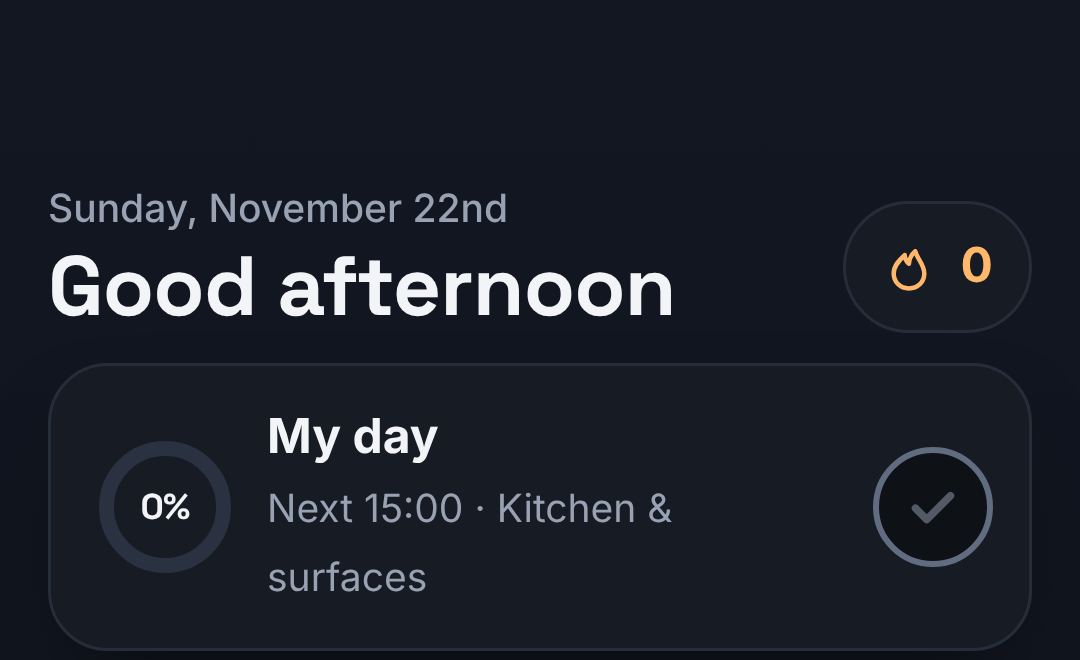 Sunday, November 22nd
Good afternoon
0
My day
0%
Next 15:00 · Kitchen &
surfaces